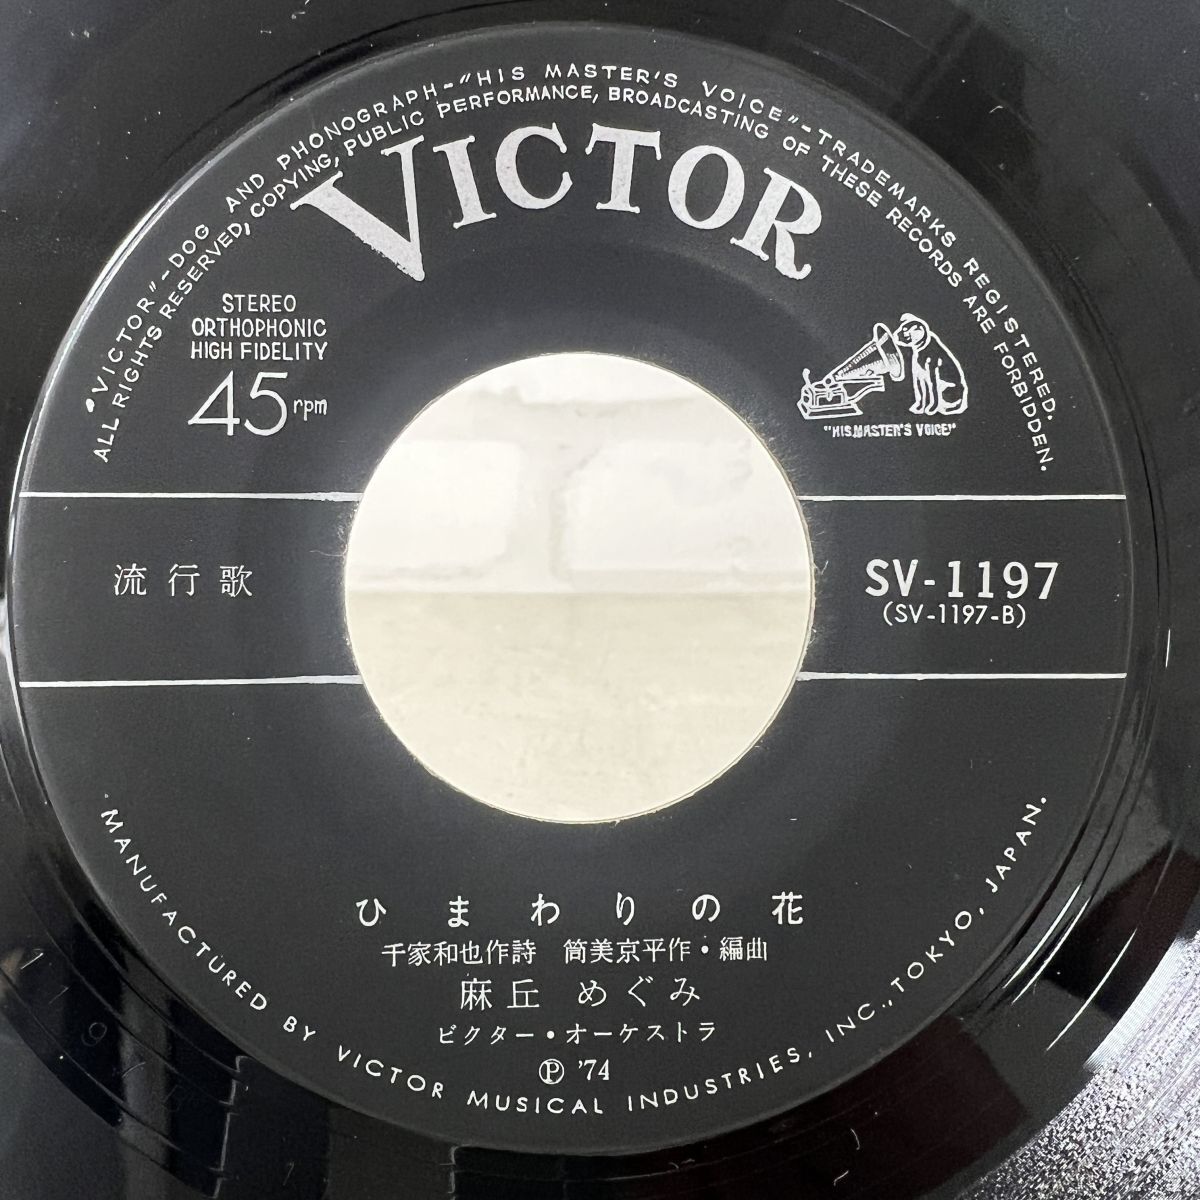 "VICTOR"-DOG AND PHONOGRAPH-"HIS MASTER'S VOICE"-TRADEMARKS REGISTERED.
ALL RIGHTS RESERVED, COPYING, PUBLIC PERFORMANCE, BROADCASTING OF THESE RECORDS ARE FORBIDDEN.
VICTOR
STEREO
ORTHOPHONIC
HIGH FIDELITY
45 rpm
"HIS MASTER'S VOICE"
流行歌
SV-1197
(SV-1197-B)
ひまわりの花
千家和也作詩 筒美京平作・編曲
麻丘 めぐみ
ビクター・オーケストラ
Ⓟ '74
MANUFACTURED BY VICTOR MUSICAL INDUSTRIES, INC., TOKYO, JAPAN.